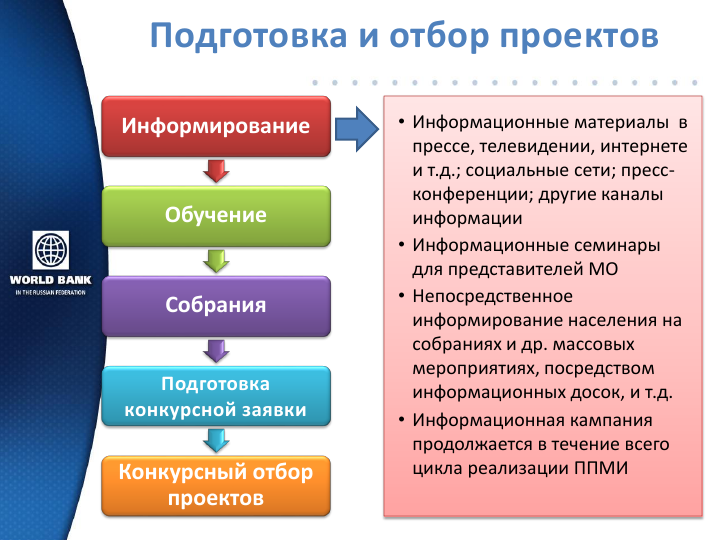 Подготовка и отбор проектов
Информирование
Обучение
Собрания
Подготовка
конкурсной заявки
Конкурсный отбор
проектов
• Информационные материалы в
прессе, телевидении, интернете
и т.д.; социальные сети; пресс-
конференции; другие каналы
информации
• Информационные семинары
для представителей МО
• Непосредственное
информирование населения на
собраниях и др. массовых
мероприятиях, посредством
информационных досок, и т.д.
• Информационная кампания
продолжается в течение всего
цикла реализации ППМИ
WORLD BANK
IN THE RUSSIAN FEDERATION